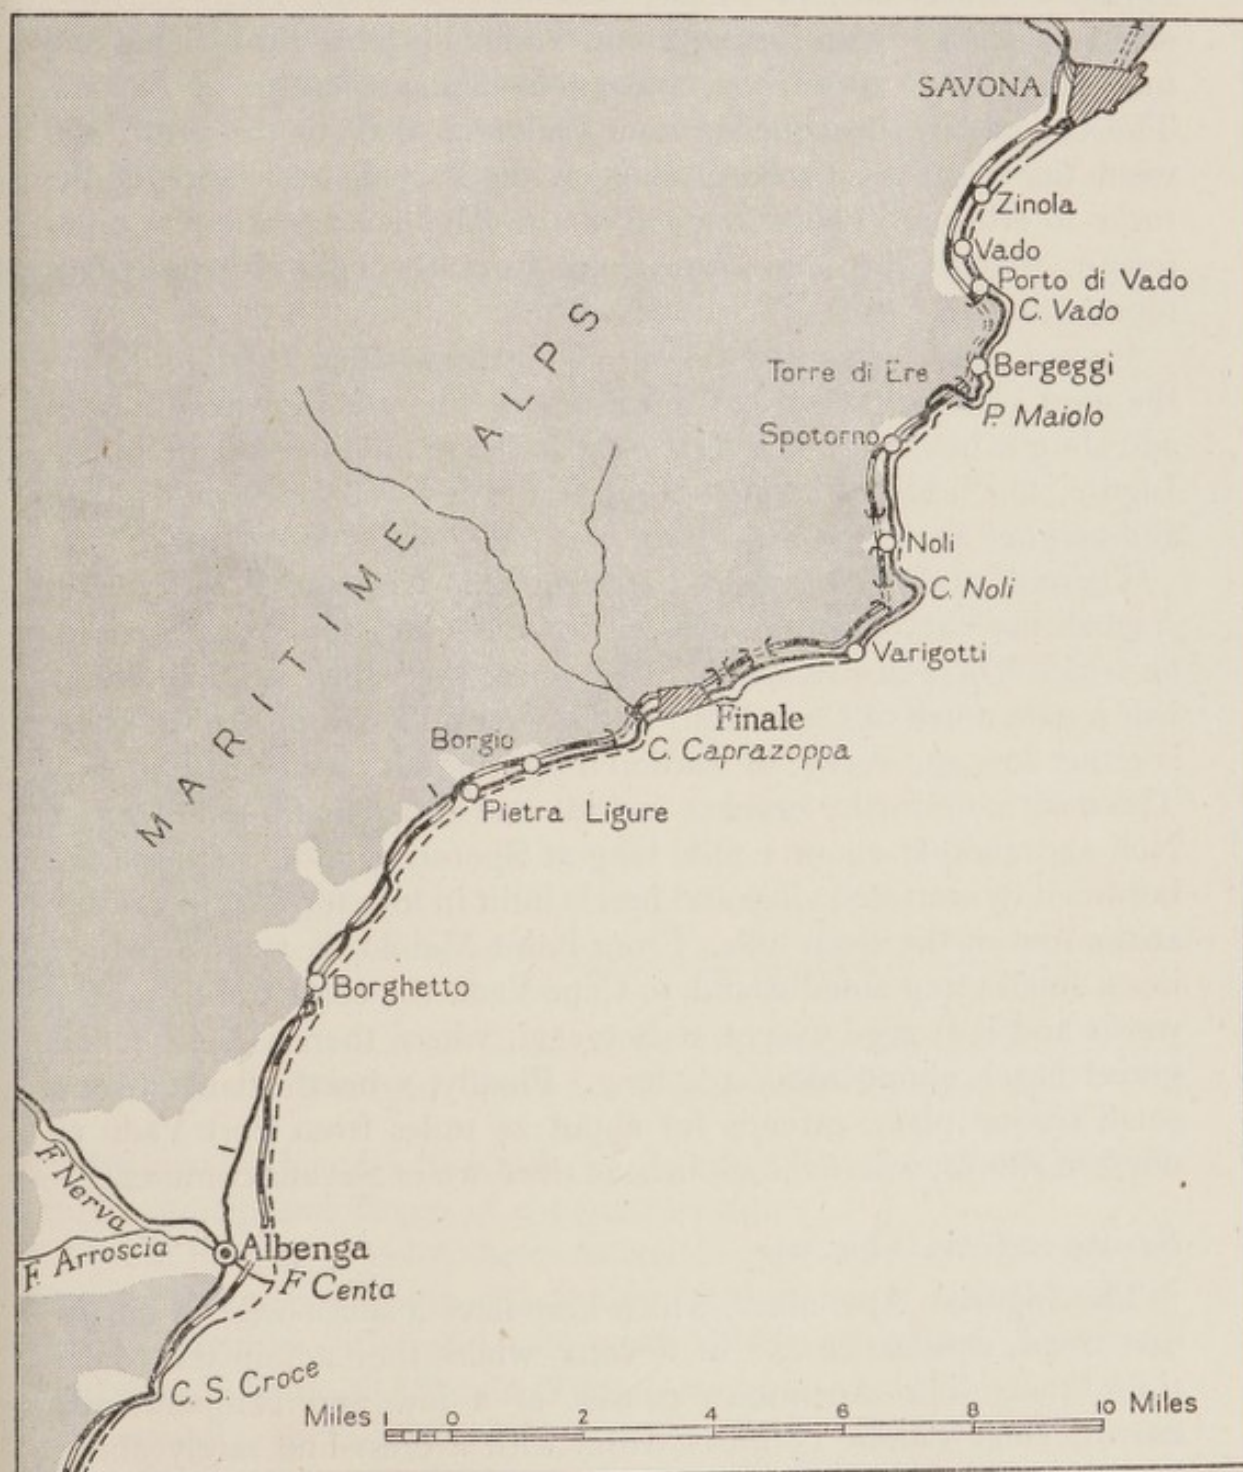 SAVONA
Zinola
Vado
Porto di Vado
C. Vado
Torre di Ere
Bergeggi
P. Maiolo
Spotorno
Noli
C. Noli
Varigotti
Finale
C. Caprazoppa
Borgio
Pietra Ligure
MARITIME ALPS
Borghetto
F. Nerva
F. Arroscia
Albenga
F Centa
C. S. Croce
Miles 1 0 2 4 6 8 10 Miles